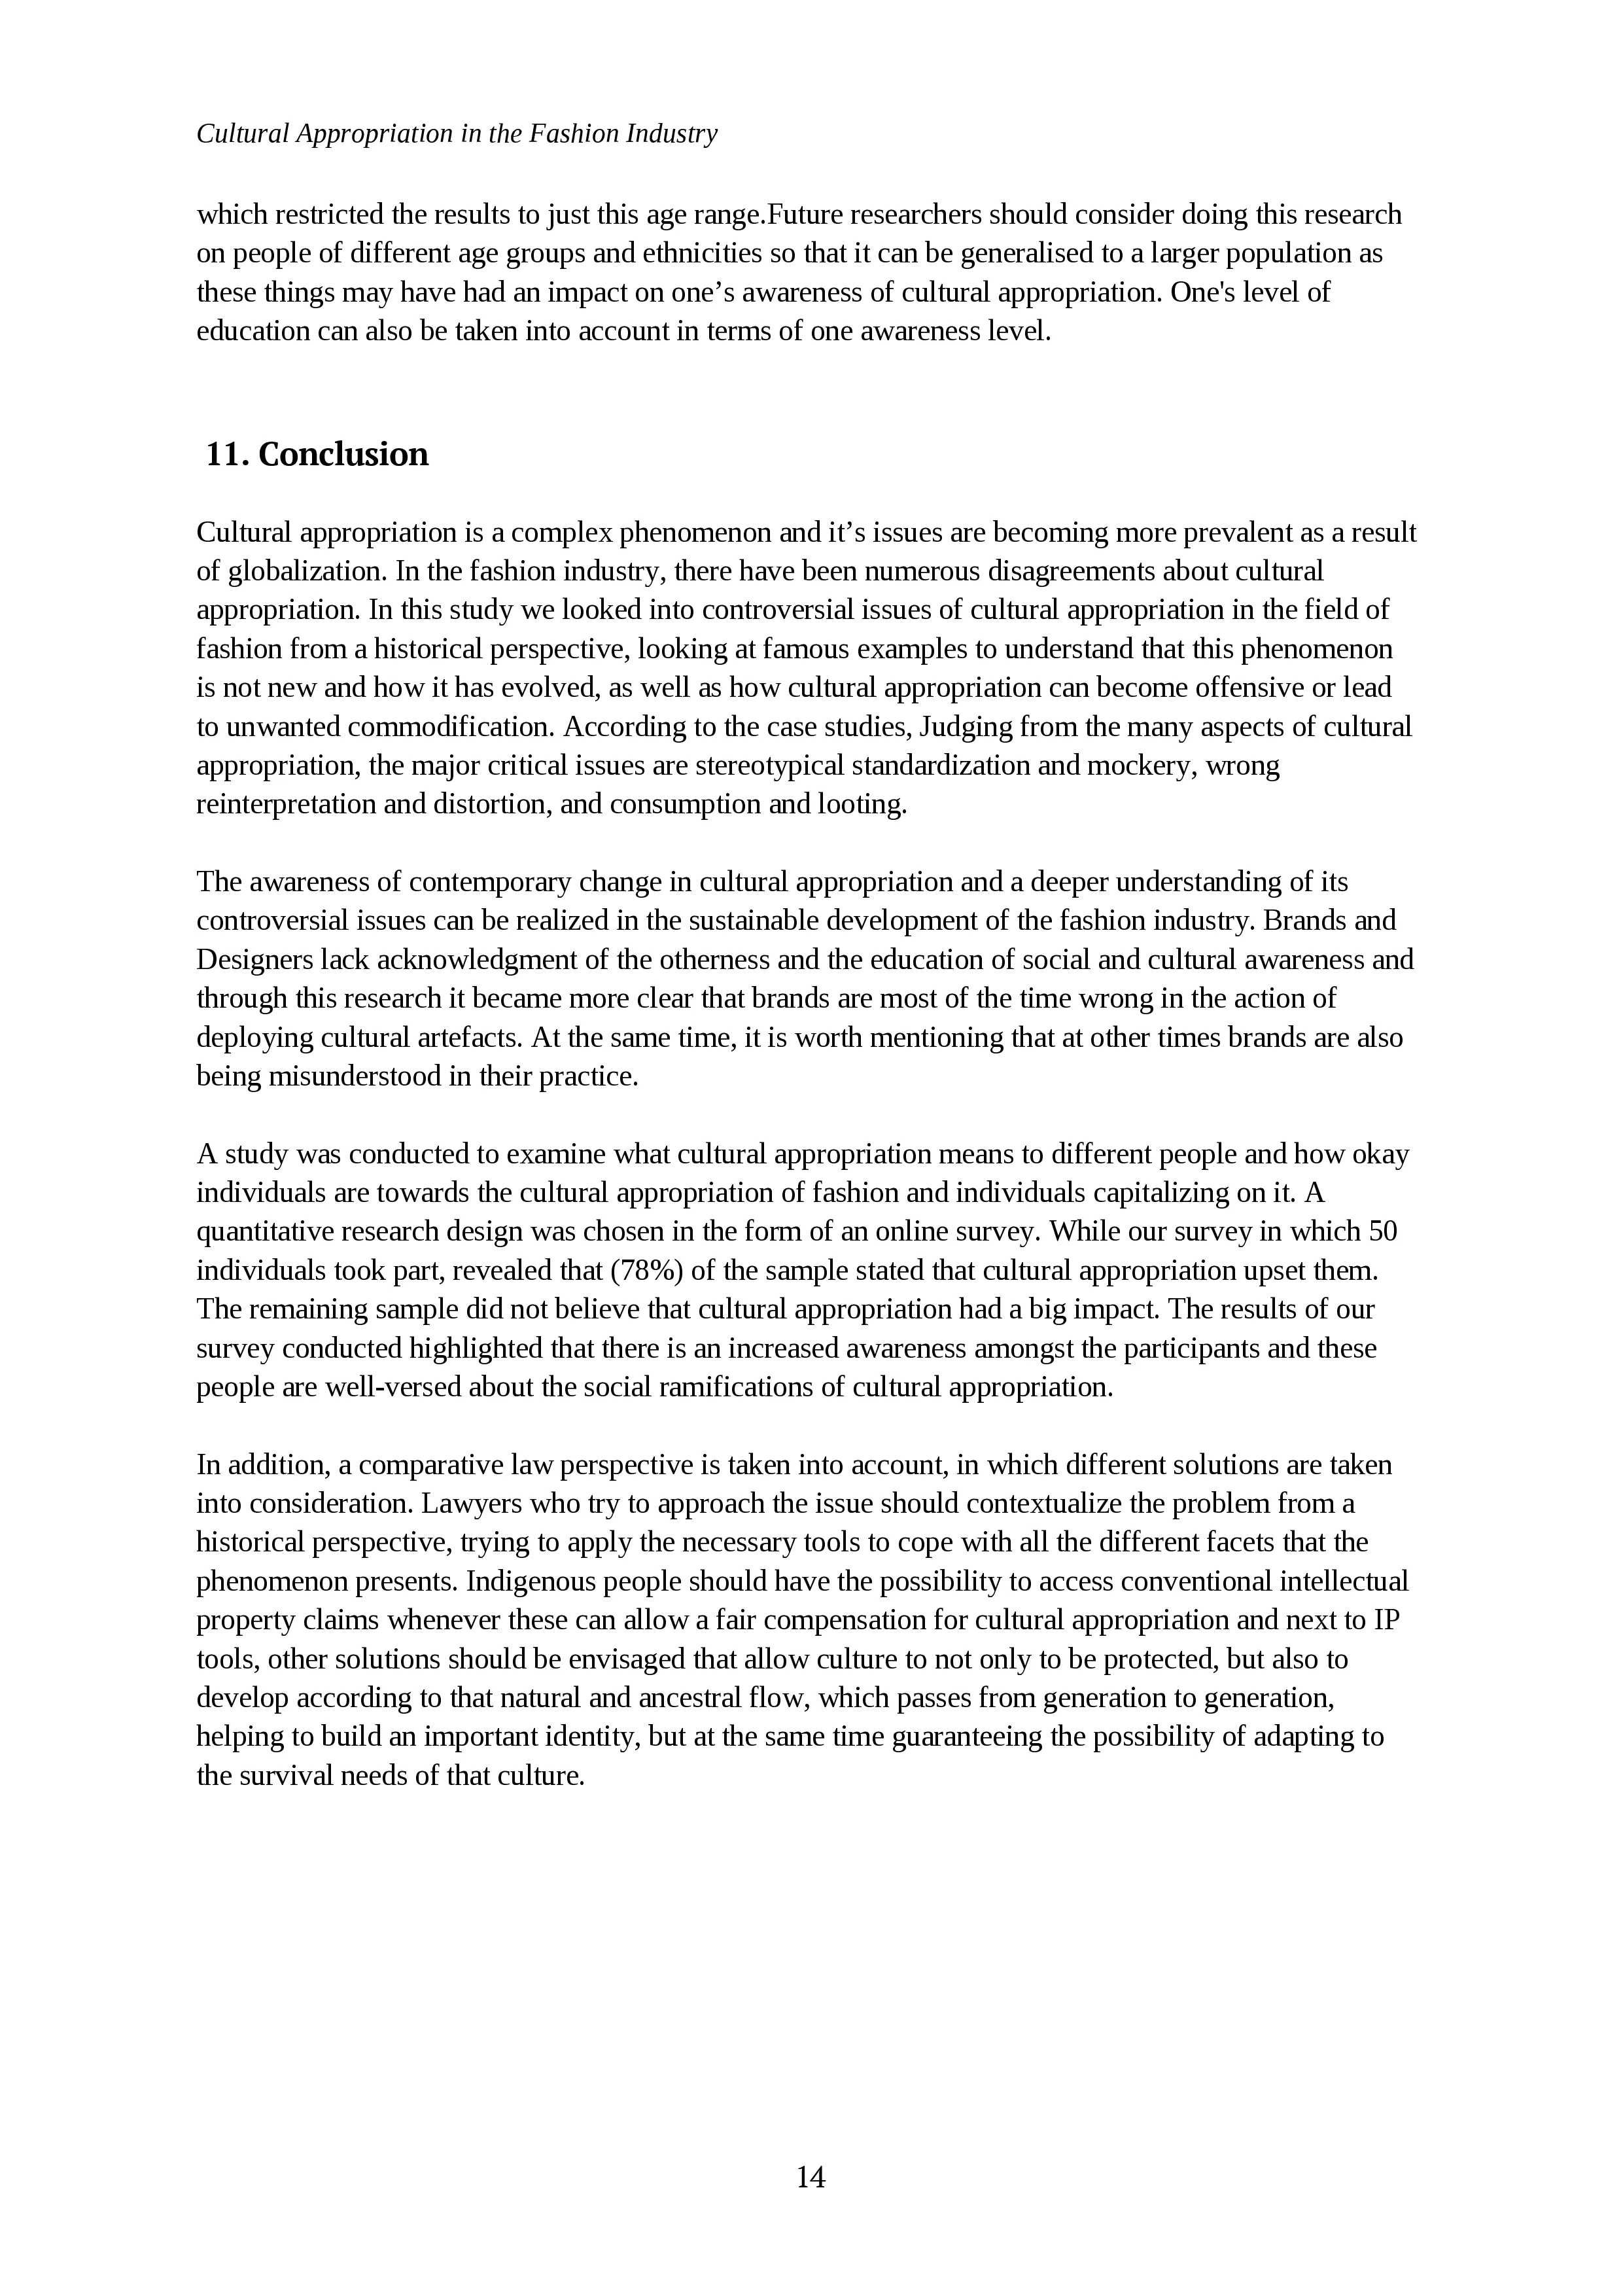 Cultural Appropriation in the Fashion Industry
which restricted the results to just this age range.Future researchers should consider doing this research
on people of different age groups and ethnicities so that it can be generalised to a larger population as
these things may have had an impact on one’s awareness of cultural appropriation. One's level of
education can also be taken into account in terms of one awareness level.
11. Conclusion
Cultural appropriation is a complex phenomenon and it’s issues are becoming more prevalent as a result
of globalization. In the fashion industry, there have been numerous disagreements about cultural
appropriation. In this study we looked into controversial issues of cultural appropriation in the field of
fashion from a historical perspective, looking at famous examples to understand that this phenomenon
is not new and how it has evolved, as well as how cultural appropriation can become offensive or lead
to unwanted commodification. According to the case studies, Judging from the many aspects of cultural
appropriation, the major critical issues are stereotypical standardization and mockery, wrong
reinterpretation and distortion, and consumption and looting.
The awareness of contemporary change in cultural appropriation and a deeper understanding of its
controversial issues can be realized in the sustainable development of the fashion industry. Brands and
Designers lack acknowledgment of the otherness and the education of social and cultural awareness and
through this research it became more clear that brands are most of the time wrong in the action of
deploying cultural artefacts. At the same time, it is worth mentioning that at other times brands are also
being misunderstood in their practice.
A study was conducted to examine what cultural appropriation means to different people and how okay
individuals are towards the cultural appropriation of fashion and individuals capitalizing on it. A
quantitative research design was chosen in the form of an online survey. While our survey in which 50
individuals took part, revealed that (78%) of the sample stated that cultural appropriation upset them.
The remaining sample did not believe that cultural appropriation had a big impact. The results of our
survey conducted highlighted that there is an increased awareness amongst the participants and these
people are well-versed about the social ramifications of cultural appropriation.
In addition, a comparative law perspective is taken into account, in which different solutions are taken
into consideration. Lawyers who try to approach the issue should contextualize the problem from a
historical perspective, trying to apply the necessary tools to cope with all the different facets that the
phenomenon presents. Indigenous people should have the possibility to access conventional intellectual
property claims whenever these can allow a fair compensation for cultural appropriation and next to IP
tools, other solutions should be envisaged that allow culture to not only to be protected, but also to
develop according to that natural and ancestral flow, which passes from generation to generation,
helping to build an important identity, but at the same time guaranteeing the possibility of adapting to
the survival needs of that culture.
14